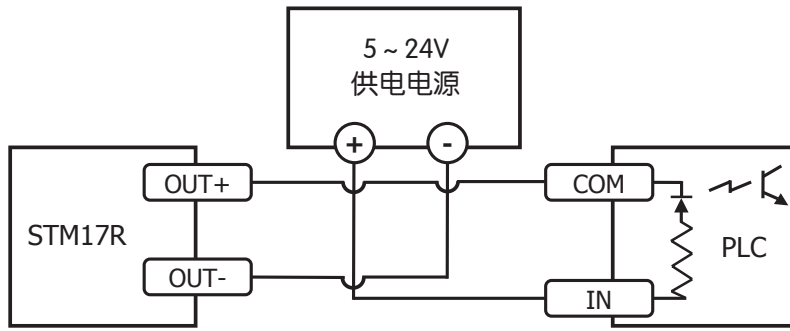 5 ~ 24V
供电电源
+
-
OUT+
COM
STM17R
PLC
OUT-
IN